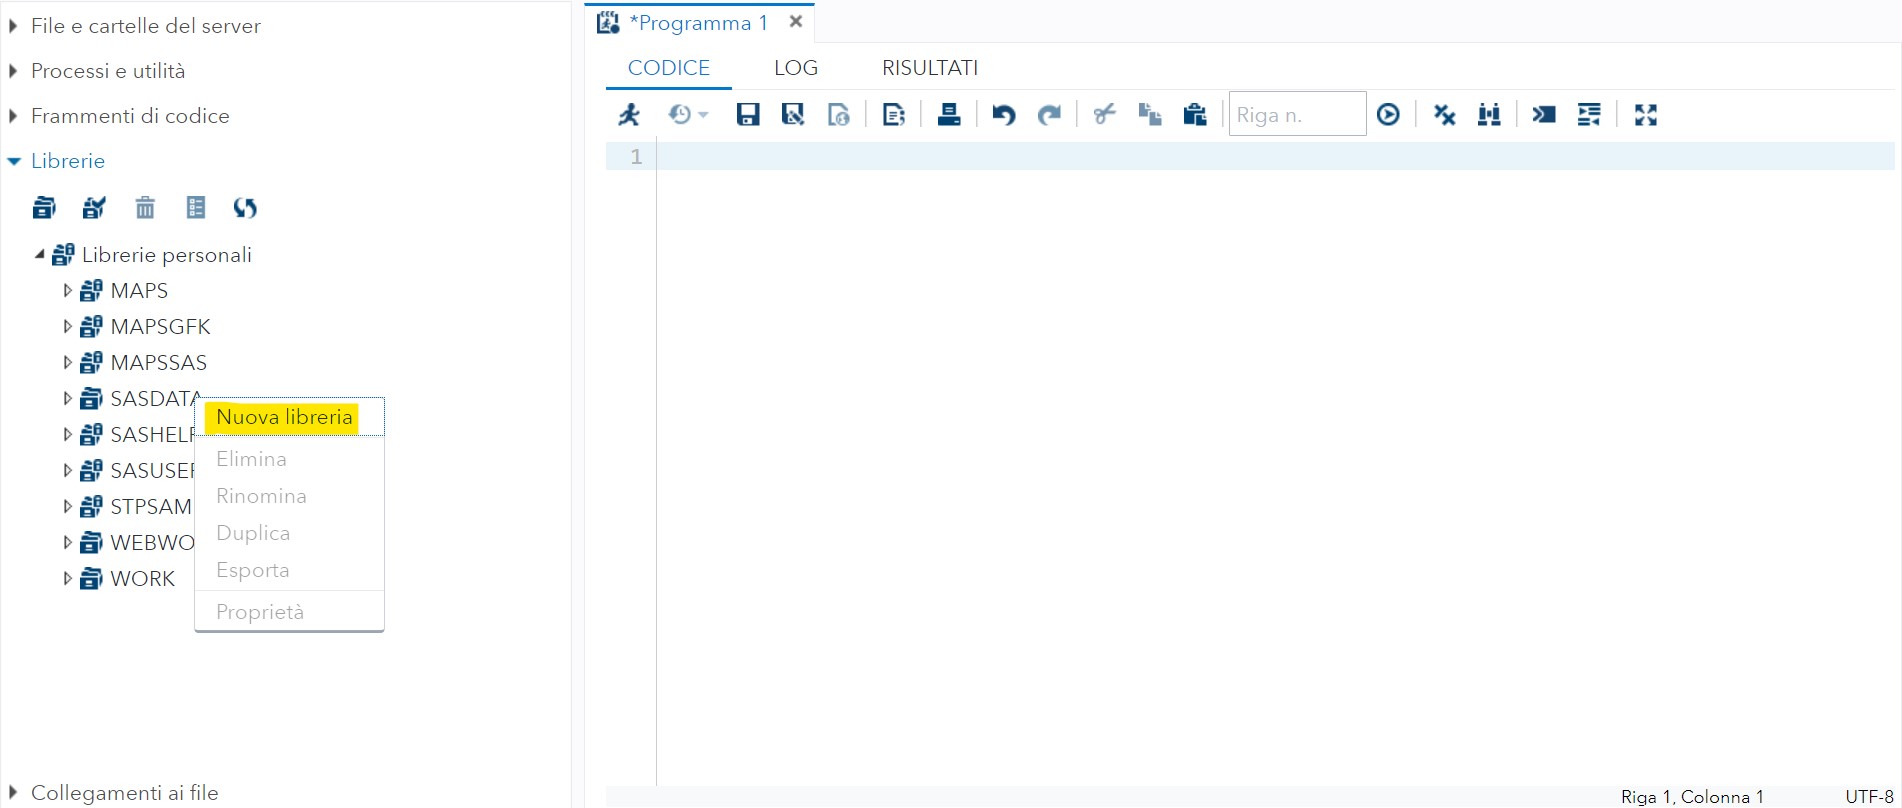 File e cartelle del server
Processi e utilità
Frammenti di codice
Librerie
Librerie personali
MAPS
MAPSGFK
MAPSSAS
SASDATA
SASHELP
SASUSER
STPSAM
WEBWO
WORK
Nuova libreria
Elimina
Rinomina
Duplica
Esporta
Proprietà
Collegamenti ai file
*Programma 1
CODICE LOG RISULTATI
Riga n.
1
Riga 1, Colonna 1 UTF-8